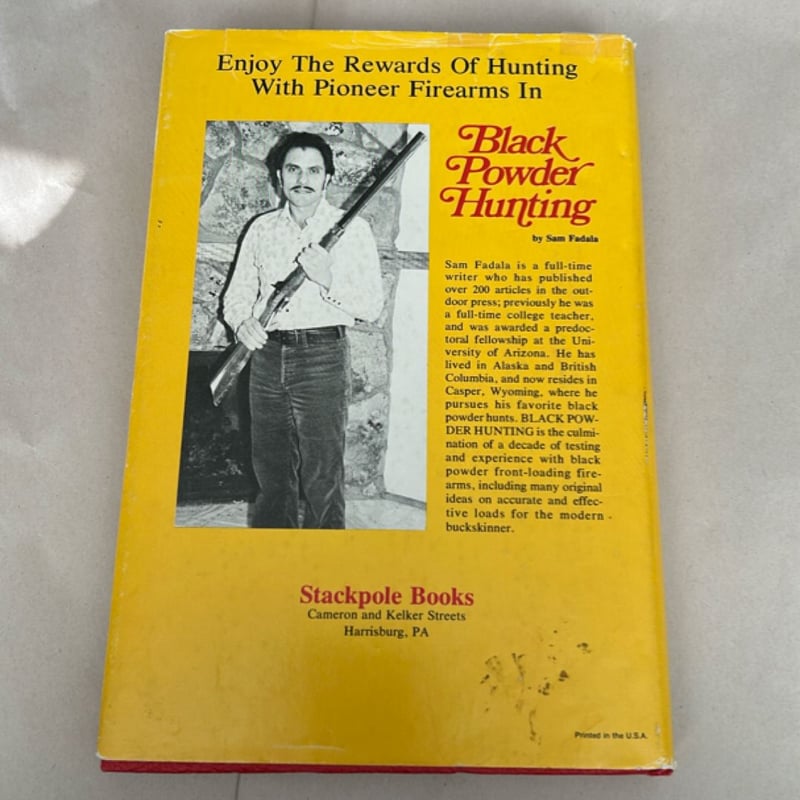 Enjoy The Rewards Of Hunting
With Pioneer Firearms In
Black
Powder
Hunting
by Sam Fadala
Sam Fadala is a full-time
writer who has published
over 200 articles in the out-
door press; previously he was
a full-time college teacher,
and was awarded a predoc-
toral fellowship at the Uni-
versity of Arizona. He has
lived in Alaska and British
Columbia, and now resides in
Casper, Wyoming, where he
pursues his favorite black
powder hunts. BLACK POW-
DER HUNTING is the culmi-
nation of a decade of testing
and experience with black
powder front-loading fire-
arms, including many original
ideas on accurate and effec-
tive loads for the modern
buckskinner.
Stackpole Books
Cameron and Kelker Streets
Harrisburg, PA
Printed in the U.S.A.